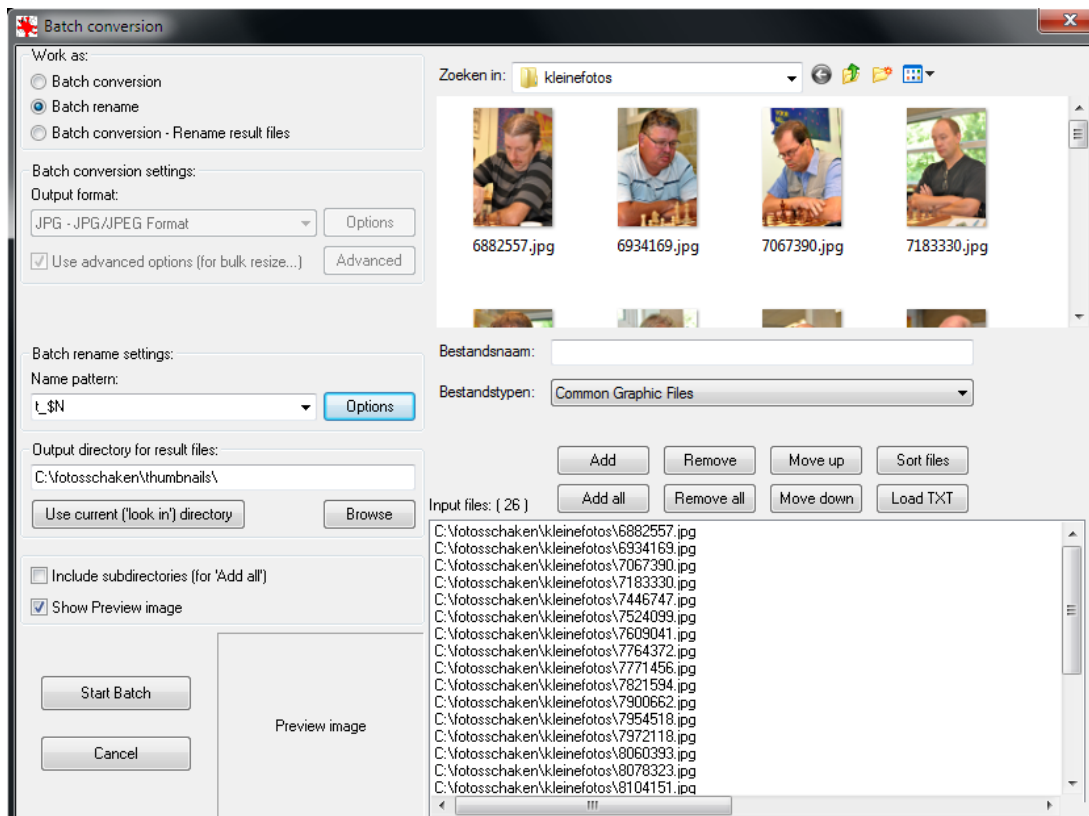 Batch conversion
Work as:
Batch conversion
Batch rename
Batch conversion - Rename result files
Batch conversion settings:
Output format:
JPG - JPG/JPEG Format
Options
Use advanced options (for bulk resize...)
Advanced
Batch rename settings:
Name pattern:
t_$N
Options
Output directory for result files:
C:\fotosschaken\thumbnails\
Use current ('look in') directory
Browse
Include subdirectories (for 'Add all')
Show Preview image
Start Batch
Cancel
Preview image
Zoeken in:
kleinefotos
6882557.jpg
6934169.jpg
7067390.jpg
7183330.jpg
Bestandsnaam:
Bestandstypen:
Common Graphic Files
Add
Remove
Move up
Sort files
Input files: ( 26 )
Add all
Remove all
Move down
Load TXT
C:\fotosschaken\kleinefotos\6882557.jpg
C:\fotosschaken\kleinefotos\6934169.jpg
C:\fotosschaken\kleinefotos\7067390.jpg
C:\fotosschaken\kleinefotos\7183330.jpg
C:\fotosschaken\kleinefotos\7446747.jpg
C:\fotosschaken\kleinefotos\7524099.jpg
C:\fotosschaken\kleinefotos\7609041.jpg
C:\fotosschaken\kleinefotos\7764372.jpg
C:\fotosschaken\kleinefotos\7771456.jpg
C:\fotosschaken\kleinefotos\7821594.jpg
C:\fotosschaken\kleinefotos\7900662.jpg
C:\fotosschaken\kleinefotos\7954518.jpg
C:\fotosschaken\kleinefotos\7972118.jpg
C:\fotosschaken\kleinefotos\8060393.jpg
C:\fotosschaken\kleinefotos\8078323.jpg
C:\fotosschaken\kleinefotos\8104151.jpg